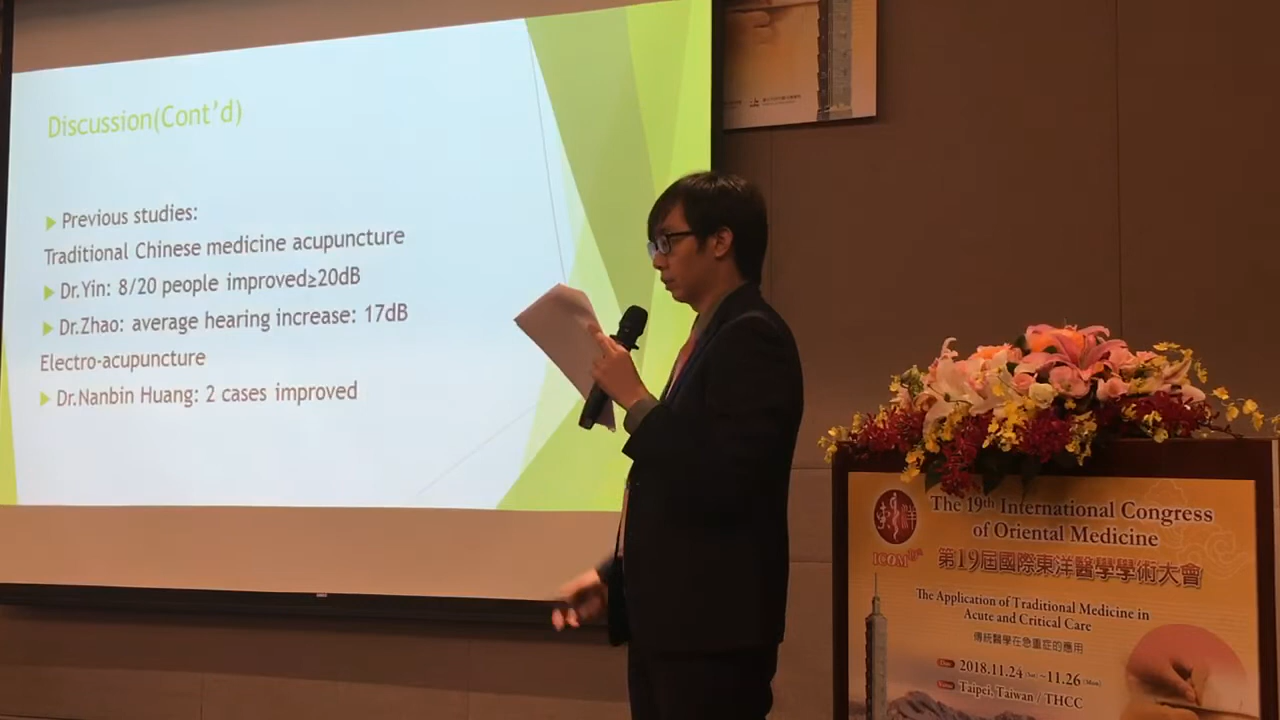 Discussion(Cont'd)
Previous studies:
Traditional Chinese medicine acupuncture
Dr.Yin: 8/20 people improved≥20dB
Dr.Zhao: average hearing increase: 17dB
Electro-acupuncture
Dr.Nanbin Huang: 2 cases improved
The 19th International Congress
of Oriental Medicine
ICOM 19th
第19屆國際東洋醫學學術大會
The Application of Traditional Medicine in
Acute and Critical Care
傳統醫學在急重症的應用
Date 2018.11.24 (Sat) ~11.26 (Mon)
Taipei, Taiwan / THCC